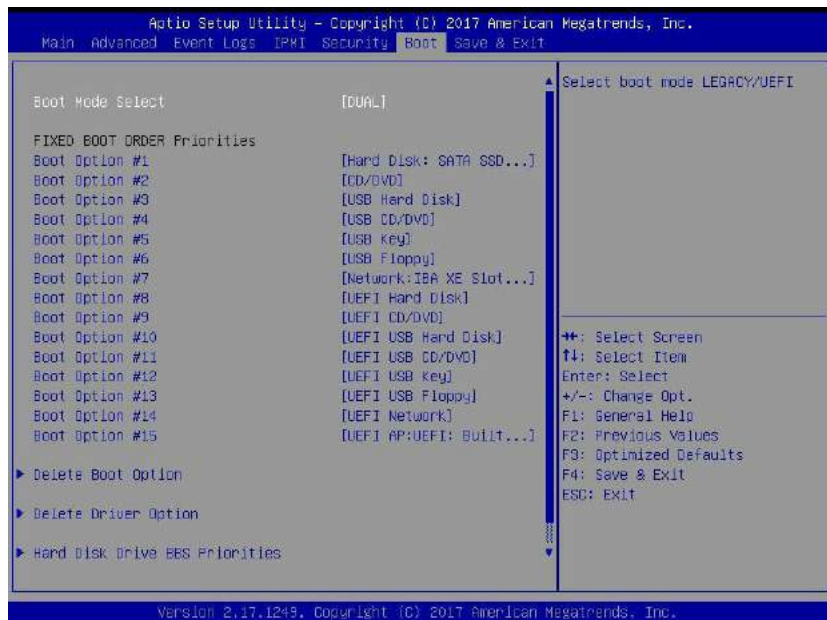 Aptio Setup Utility – Copyright (C) 2017 American Megatrends, Inc.
Main Advanced Event Logs IPMI Security Boot Save & Exit
Boot Mode Select [DUAL]
FIXED BOOT ORDER Priorities
Boot Option #1 [Hard Disk: SATA SSD...]
Boot Option #2 [CD/DVD]
Boot Option #3 [USB Hard Disk]
Boot Option #4 [USB CD/DVD]
Boot Option #5 [USB Key]
Boot Option #6 [USB Floppy]
Boot Option #7 [Network:IBA XE Slot...]
Boot Option #8 [UEFI Hard Disk]
Boot Option #9 [UEFI CD/DVD]
Boot Option #10 [UEFI USB Hard Disk]
Boot Option #11 [UEFI USB CD/DVD]
Boot Option #12 [UEFI USB Key]
Boot Option #13 [UEFI USB Floppy]
Boot Option #14 [UEFI Network]
Boot Option #15 [UEFI AP:UEFI: Built...]
▶ Delete Boot Option
▶ Delete Driver Option
▶ Hard Disk Drive BBS Priorities
Select boot mode LEGACY/UEFI
→←: Select Screen
↑↓: Select Item
Enter: Select
+/-: Change Opt.
F1: General Help
F2: Previous Values
F3: Optimized Defaults
F4: Save & Exit
ESC: Exit
Version 2.17.1249. Copyright (C) 2017 American Megatrends, Inc.